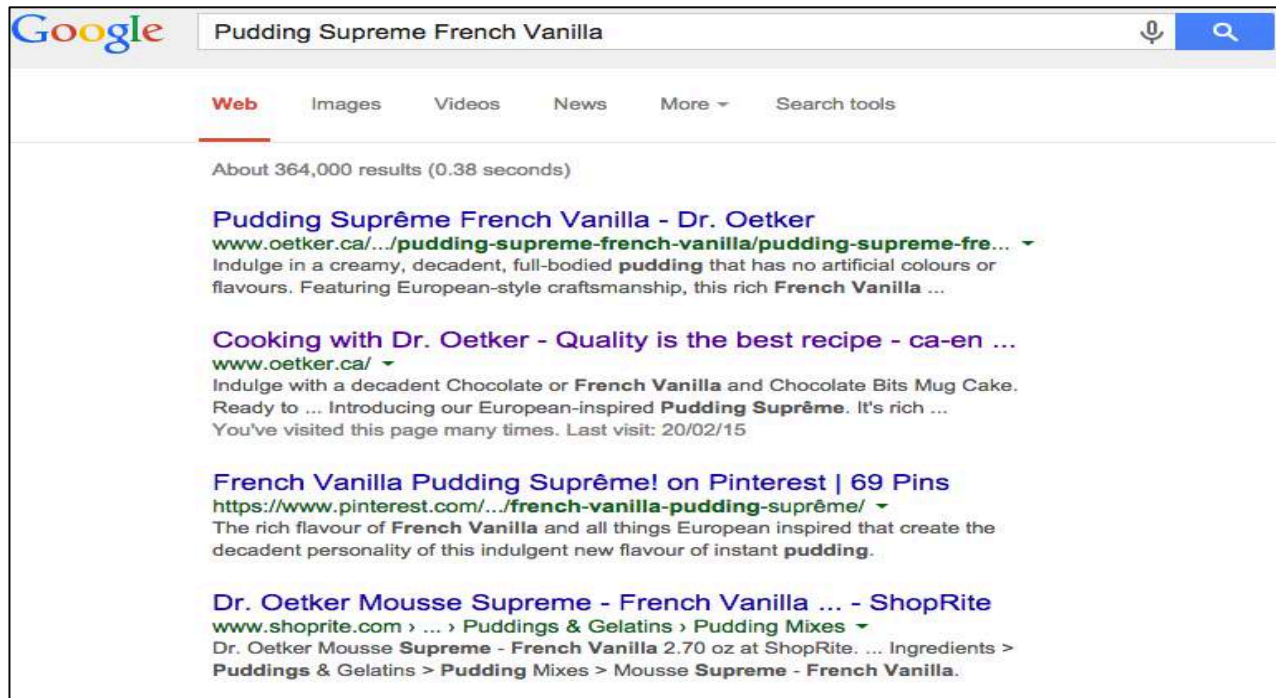 Google Pudding Supreme French Vanilla
Web Images Videos News More Search tools
About 364,000 results (0.38 seconds)
Pudding Suprême French Vanilla - Dr. Oetker
www.oetker.ca/.../pudding-supreme-french-vanilla/pudding-supreme-fre...
Indulge in a creamy, decadent, full-bodied pudding that has no artificial colours or
flavours. Featuring European-style craftsmanship, this rich French Vanilla ...
Cooking with Dr. Oetker - Quality is the best recipe - ca-en ...
www.oetker.ca/
Indulge with a decadent Chocolate or French Vanilla and Chocolate Bits Mug Cake.
Ready to ... Introducing our European-inspired Pudding Suprême. It's rich ...
You've visited this page many times. Last visit: 20/02/15
French Vanilla Pudding Suprême! on Pinterest | 69 Pins
https://www.pinterest.com/.../french-vanilla-pudding-suprême/
The rich flavour of French Vanilla and all things European inspired that create the
decadent personality of this indulgent new flavour of instant pudding.
Dr. Oetker Mousse Supreme - French Vanilla ... - ShopRite
www.shoprite.com › ... › Puddings & Gelatins › Pudding Mixes
Dr. Oetker Mousse Supreme - French Vanilla 2.70 oz at ShopRite. ... Ingredients >
Puddings & Gelatins > Pudding Mixes > Mousse Supreme - French Vanilla.